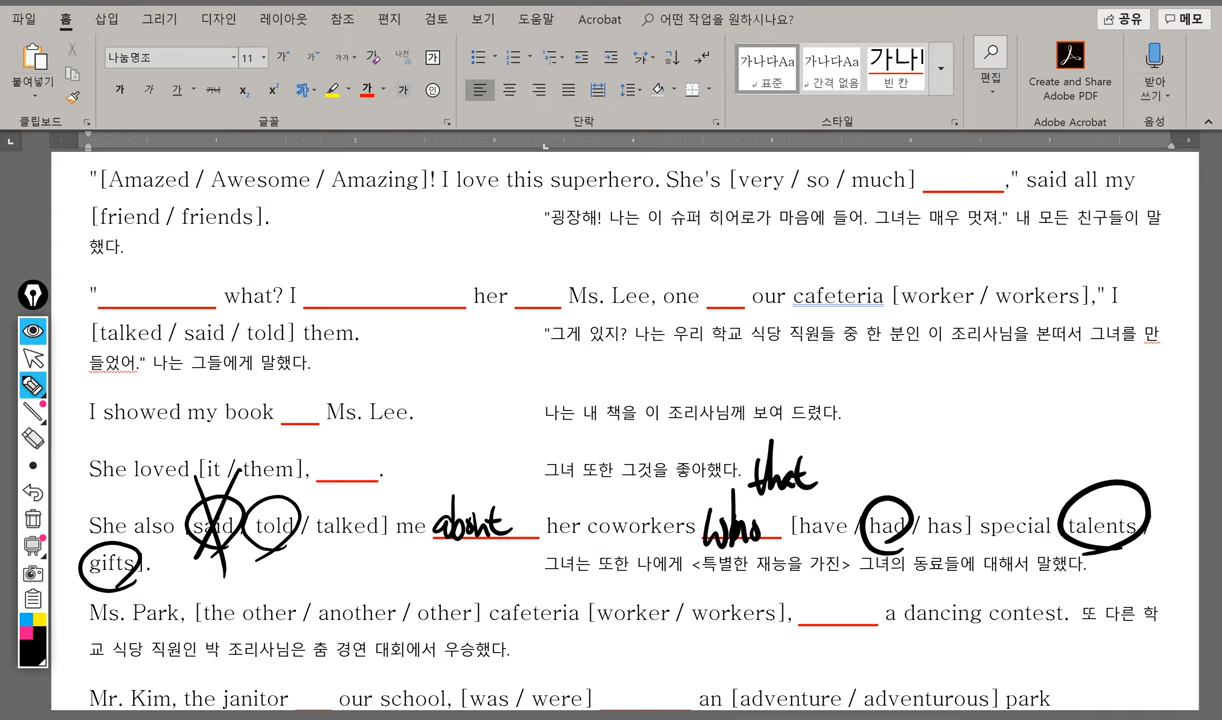 파일 홈 삽입 그리기 디자인 레이아웃 참조 편지 검토 보기 도움말 Acrobat 어떤 작업을 원하시나요? 공유 메모
붙여넣기 나눔명조 11 가나다Aa 가나다Aa 가나 편집 Create and Share Adobe PDF 받아쓰기
표준 간격 없음 빈 칸
클립보드 글꼴 단락 스타일 Adobe Acrobat 음성
"[Amazed / Awesome / Amazing]! I love this superhero. She's [very / so / much] ________," said all my
[friend / friends]. "굉장해! 나는 이 슈퍼 히어로가 마음에 들어. 그녀는 매우 멋져." 내 모든 친구들이 말
했다.
"____________ what? I ________________ her ____ Ms. Lee, one ____ our cafeteria [worker / workers]," I
[talked / said / told] them. "그게 있지? 나는 우리 학교 식당 직원들 중 한 분인 이 조리사님을 본떠서 그녀를 만
들었어." 나는 그들에게 말했다.
I showed my book ____ Ms. Lee. 나는 내 책을 이 조리사님께 보여 드렸다.
She loved [it / them], ______. 그녀 또한 그것을 좋아했다. that
She also [said / told / talked] me about her coworkers who [have / had / has] special [talents /
gifts]. 그녀는 또한 나에게 <특별한 재능을 가진> 그녀의 동료들에 대해서 말했다.
Ms. Park, [the other / another / other] cafeteria [worker / workers], ________ a dancing contest. 또 다른 학
교 식당 직원인 박 조리사님은 춤 경연 대회에서 우승했다.
Mr. Kim, the janitor ____ our school, [was / were] _________ an [adventure / adventurous] park